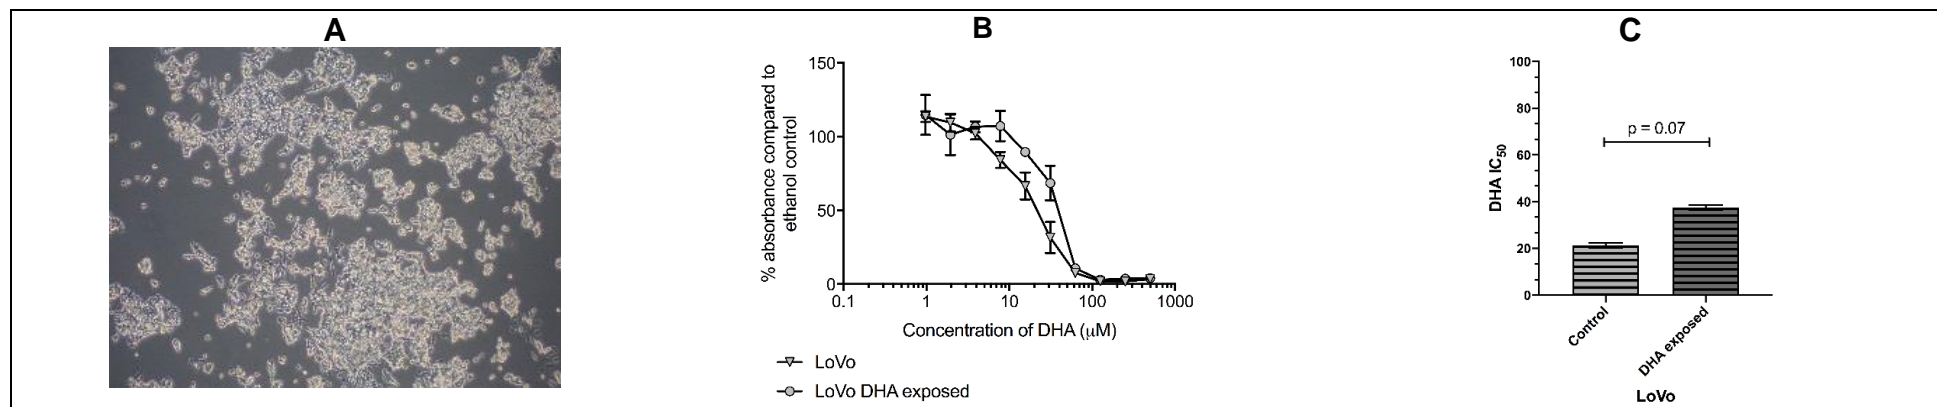 A
B
C
% absorbance compared to
ethanol control
150
100
50
0
0.1
1
10
100
1000
Concentration of DHA (μM)
LoVo
LoVo DHA exposed
DHA IC50
100
80
60
40
20
0
p = 0.07
Control
DHA exposed
LoVo